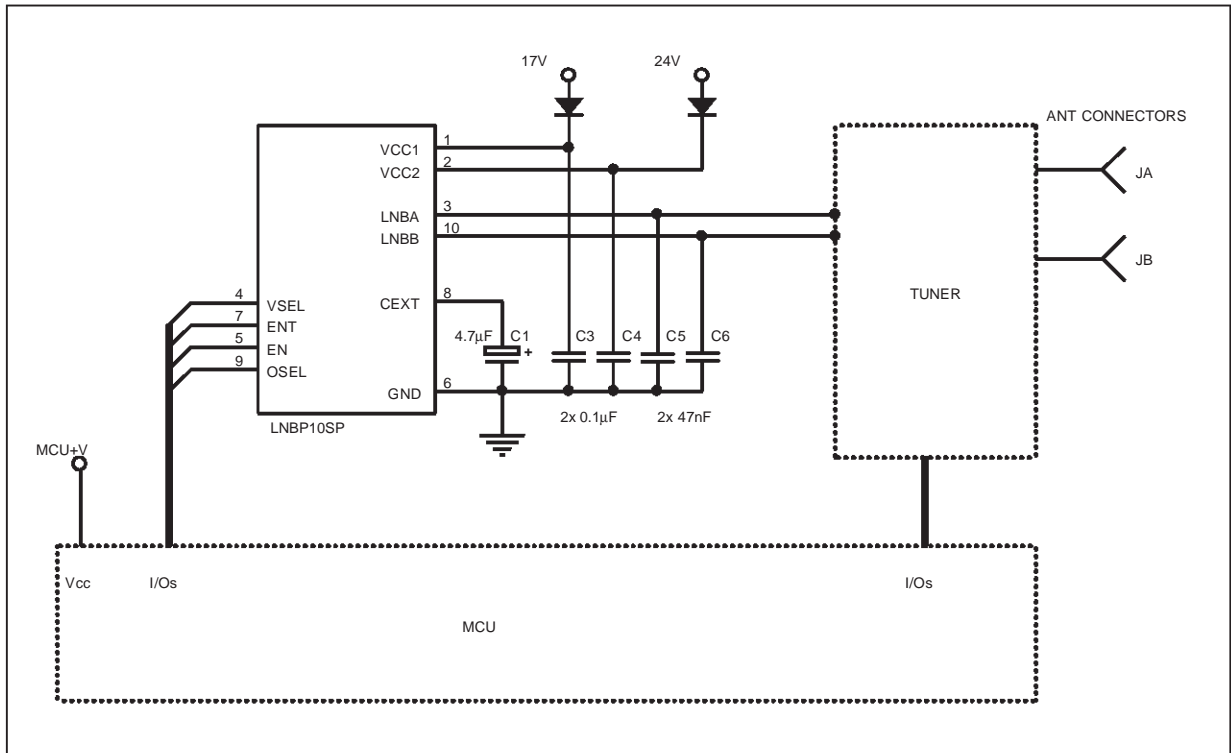 17V
24V
ANT CONNECTORS
VCC1
1
VCC2
2
JA
LNBA
3
LNBB
10
JB
TUNER
4
VSEL
CEXT
8
7
ENT
4.7μF
C1
+
C3
C4
C5
C6
5
EN
9
OSEL
GND
6
2x 0.1μF
2x 47nF
LNBP10SP
MCU+V
Vcc
I/Os
I/Os
MCU